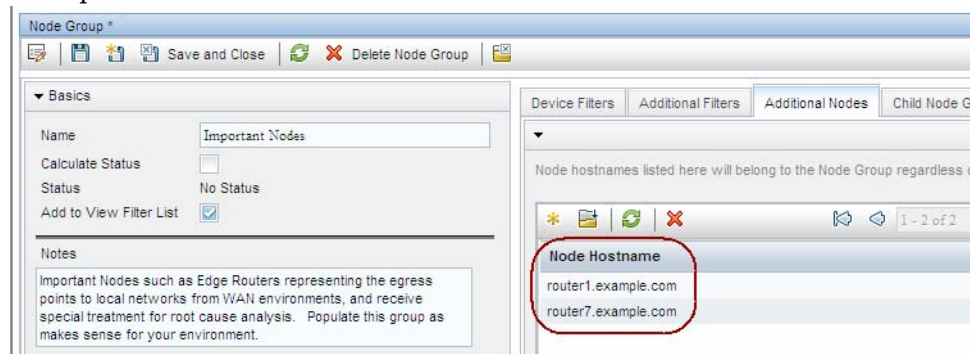 Node Group *
Save and Close Delete Node Group
Basics
Name Important Nodes
Calculate Status
Status No Status
Add to View Filter List
Notes
Important Nodes such as Edge Routers representing the egress
points to local networks from WAN environments, and receive
special treatment for root cause analysis. Populate this group as
makes sense for your environment.
Device Filters Additional Filters Additional Nodes Child Node G
Node hostnames listed here will belong to the Node Group regardless
1 - 2 of 2
Node Hostname
router1.example.com
router7.example.com